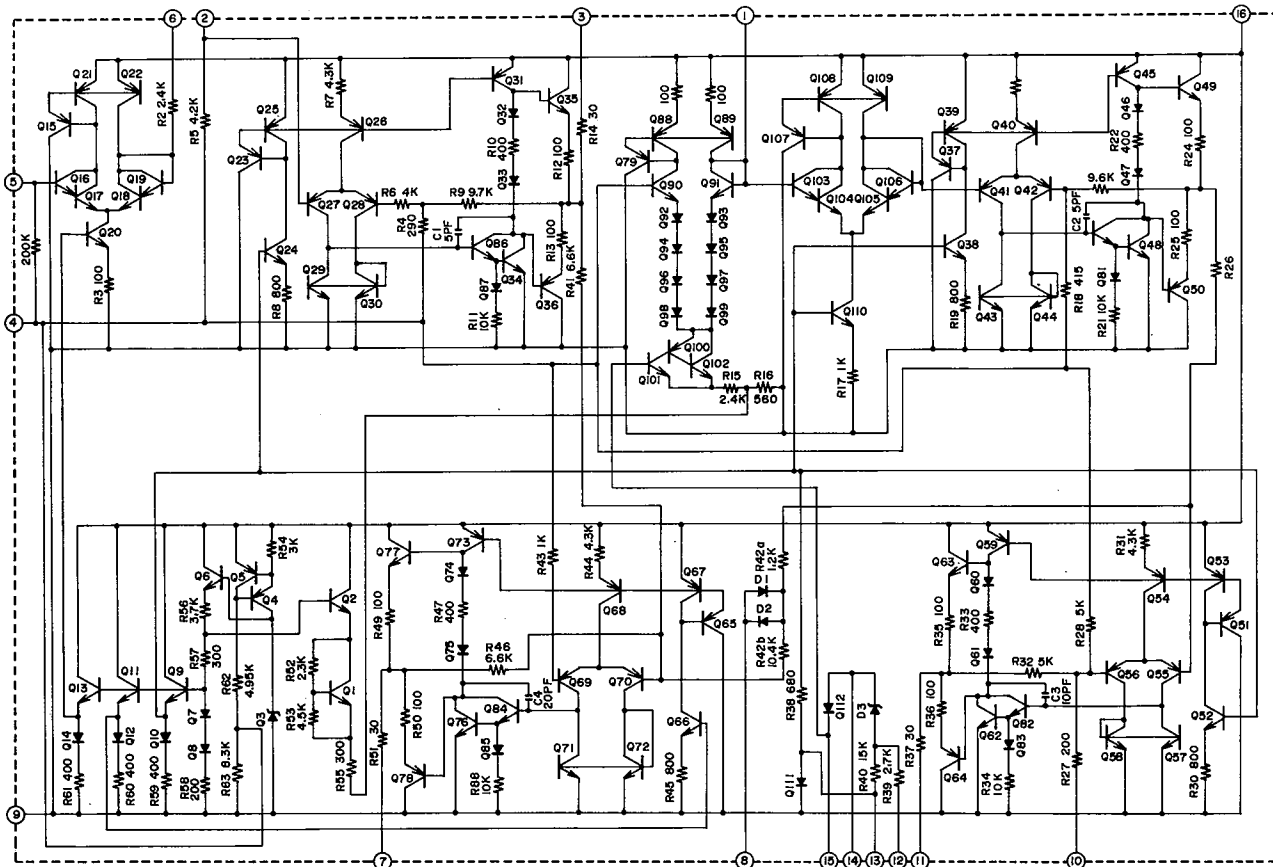 6
2
3
1
16
Q21
Q22
R2 2.4K
R5 4.2K
R7 4.3K
Q31
Q35
R14 30
100
100
Q108
Q109
Q45
Q46
Q49
Q15
Q25
Q26
Q32
R10
400
R12 100
Q88
Q89
Q39
Q40
R22
400
R24 100
Q23
Q33
Q79
Q107
Q37
Q47
5
Q16
Q17
Q18
Q19
Q27
Q28
R6 4K
R9 9.7K
R4
290
C1
5PF
Q90
Q91
Q103
Q104
Q105
Q106
Q41
Q42
9.6K
C2 5PF
200K
Q20
R3 100
Q24
R8 800
Q29
Q30
Q86
Q34
Q87
R11
10K
R13 100
R41 6.6K
Q36
Q92
Q93
Q94
Q95
Q96
Q97
Q98
Q99
Q110
Q38
R19 800
Q43
Q44
R18 415
Q48
Q81
R21 10K
R25 100
Q50
R26
4
Q100
Q101
Q102
R15
2.4K
R16
560
R17 1K
R54
3K
Q6
Q5
Q4
R56
3.7K
R57
300
Q2
Q77
Q73
Q74
R47
400
Q75
R49 100
R43 1K
R44 4.3K
Q67
Q68
Q65
R42a
1.2K
D1
D2
R42b
10.4K
Q63
Q59
Q60
R33
400
Q61
R35 100
R31
4.3K
Q53
Q54
Q51
R28 5K
Q13
Q11
Q9
R62
4.95K
R52
2.3K
Q1
R53
4.5K
R46
6.6K
C4
20PF
Q69
Q70
R32 5K
Q56
Q55
Q7
Q8
Q3
R55 300
R51 30
R50 100
Q76
Q84
Q66
R38 680
Q112
D3
R37 30
R36 100
C3
10PF
Q52
Q14
Q12
Q10
R61 400
R60 400
R59 400
R58
200
R63 8.3K
Q78
Q85
R88
10K
Q71
Q72
R45 800
Q111
R40 15K
R39 2.7K
Q64
Q62
Q82
Q83
R34
10K
R27 200
Q58
Q57
R30 800
9
7
8
15
14
13
12
11
10